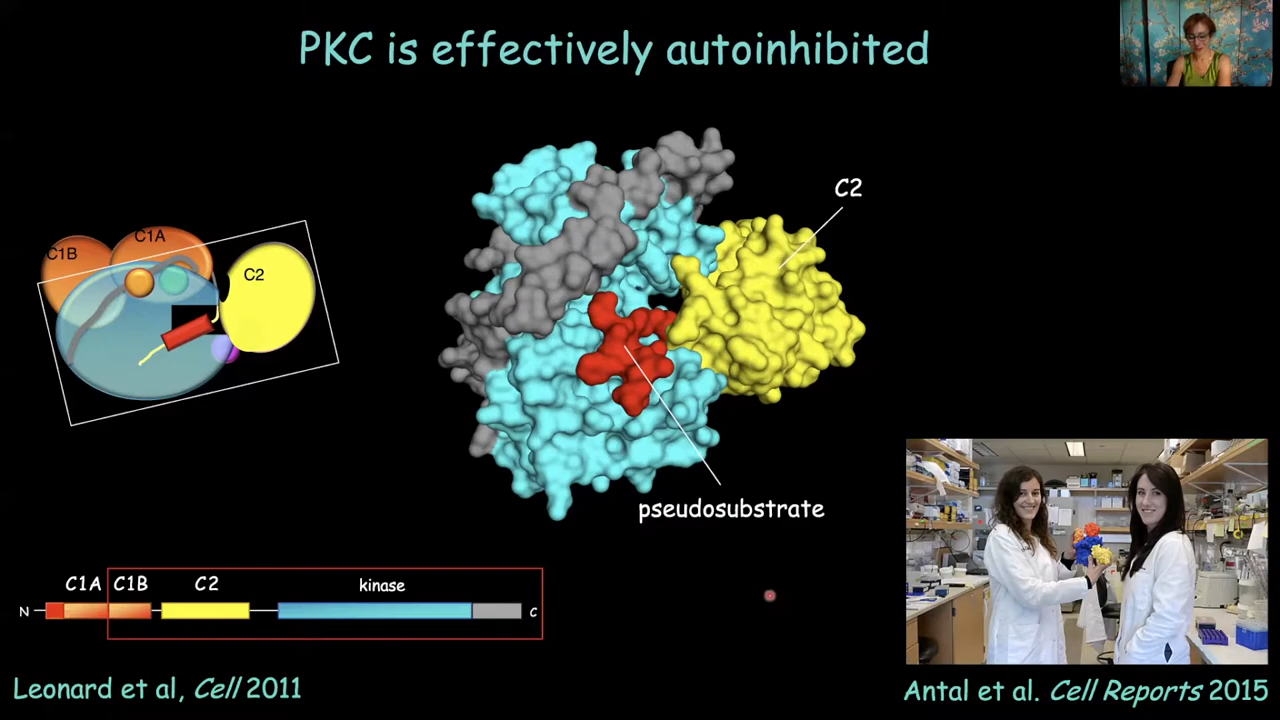 PKC is effectively autoinhibited
C2
C1A
C1B
C2
pseudosubstrate
C1A C1B C2 kinase
N C
Leonard et al, Cell 2011
Antal et al. Cell Reports 2015